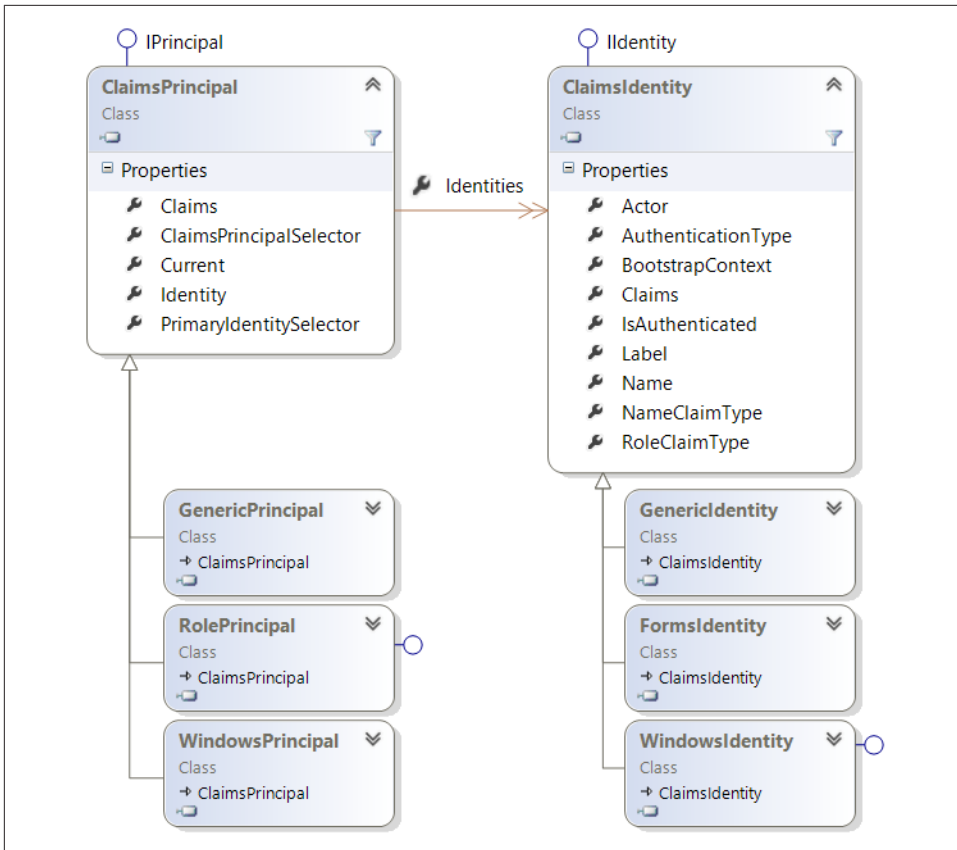 IPrincipal
ClaimsPrincipal
Class
Properties
Claims
ClaimsPrincipalSelector
Current
Identity
PrimaryIdentitySelector
Identities
IIdentity
ClaimsIdentity
Class
Properties
Actor
AuthenticationType
BootstrapContext
Claims
IsAuthenticated
Label
Name
NameClaimType
RoleClaimType
GenericPrincipal
Class
ClaimsPrincipal
RolePrincipal
Class
ClaimsPrincipal
WindowsPrincipal
Class
ClaimsPrincipal
GenericIdentity
Class
ClaimsIdentity
FormsIdentity
Class
ClaimsIdentity
WindowsIdentity
Class
ClaimsIdentity